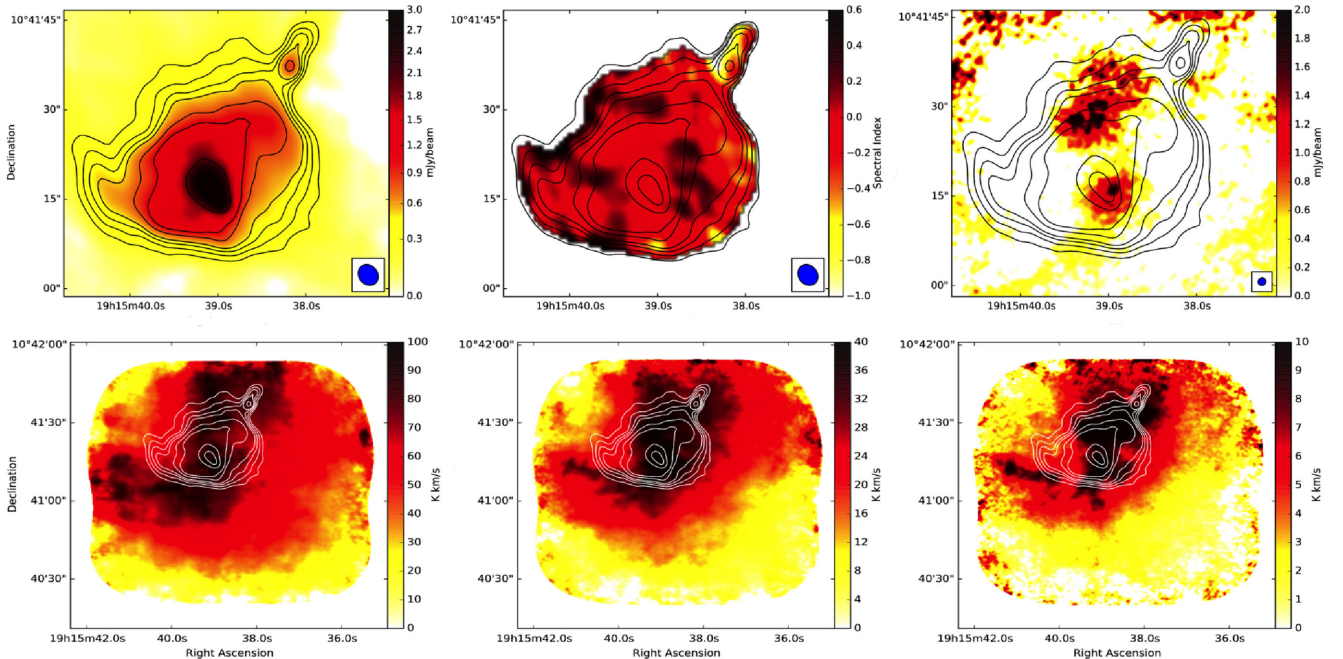 10°41'45"
30"
15"
00"
Declination
19h15m40.0s
39.0s
38.0s
3.0
2.7
2.1
1.5
1.2
0.9
0.6
0.3
0.0
mJy/beam
10°41'45"
30"
15"
00"
19h15m40.0s
39.0s
38.0s
0.6
0.4
0.2
0.0
−0.2
−0.4
−0.6
−0.8
−1.0
Spectral Index
10°41'45"
30"
15"
00"
19h15m40.0s
39.0s
38.0s
2.0
1.8
1.6
1.4
1.2
1.0
0.8
0.6
0.4
0.2
0.0
mJy/beam
10°42'00"
41'30"
41'00"
40'30"
Declination
19h15m42.0s
40.0s
38.0s
36.0s
Right Ascension
100
90
80
70
60
50
40
30
20
10
0
K km/s
10°42'00"
41'30"
41'00"
40'30"
19h15m42.0s
40.0s
38.0s
36.0s
Right Ascension
40
36
32
28
24
20
16
12
8
4
0
K km/s
10°42'00"
41'30"
41'00"
40'30"
19h15m42.0s
40.0s
38.0s
36.0s
Right Ascension
10
9
8
7
6
5
4
3
2
1
0
K km/s